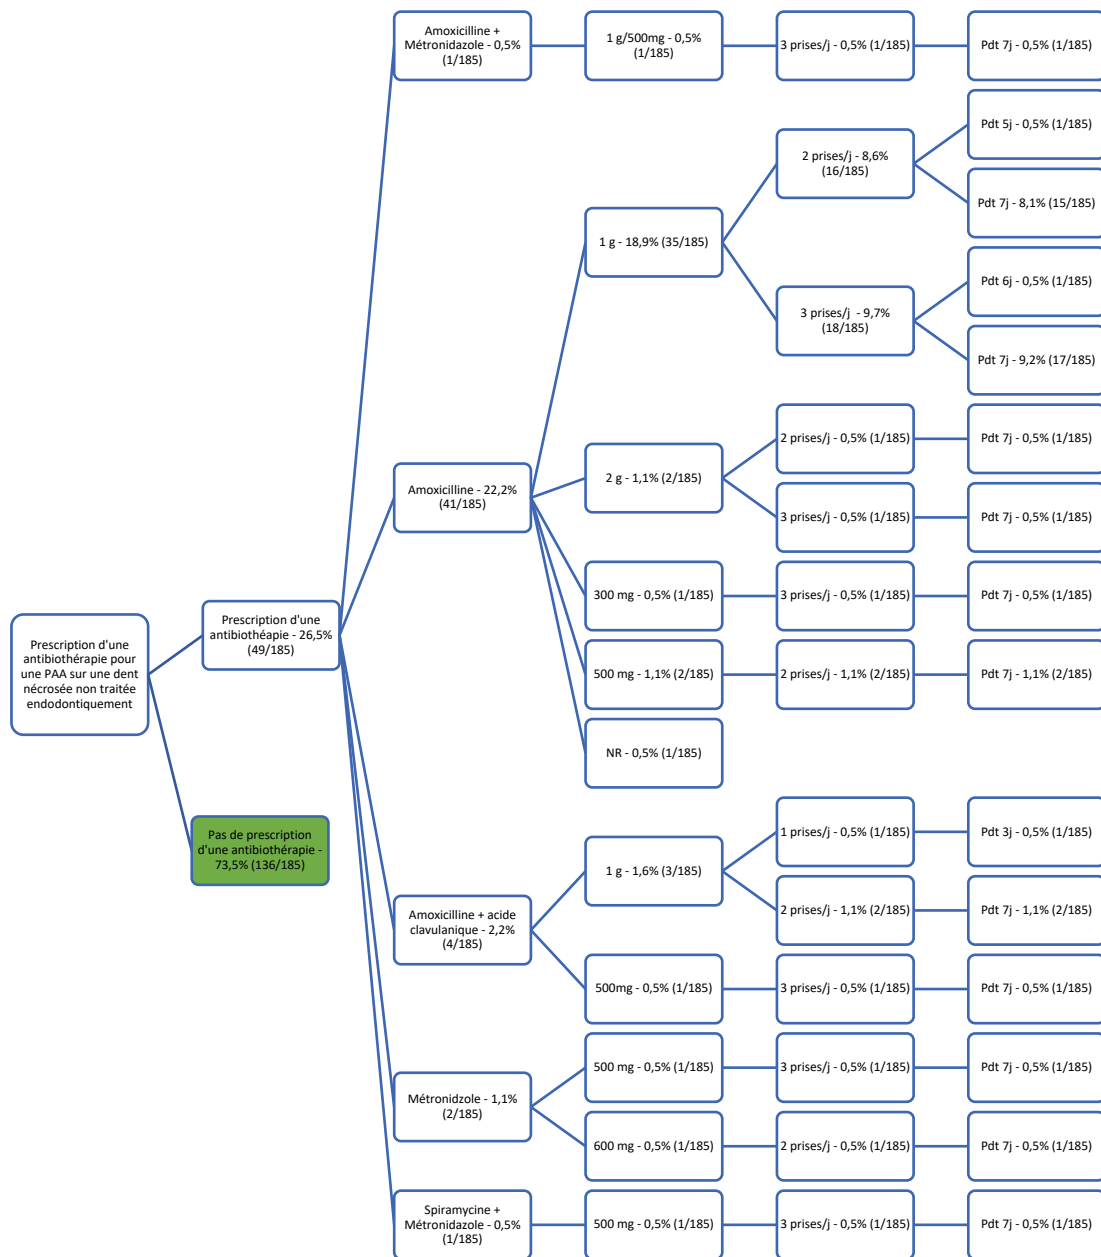 Prescription d'une
antibiothérapie pour
une PAA sur une dent
nécrosée non traitée
endodontiquement
Prescription d'une
antibiothéapie - 26,5%
(49/185)
Pas de prescription
d'une antibiothérapie -
73,5% (136/185)
Amoxicilline +
Métronidazole - 0,5%
(1/185)
1 g/500mg - 0,5%
(1/185)
3 prises/j - 0,5% (1/185)
Pdt 7j - 0,5% (1/185)
Amoxicilline - 22,2%
(41/185)
1 g - 18,9% (35/185)
2 prises/j - 8,6%
(16/185)
Pdt 5j - 0,5% (1/185)
Pdt 7j - 8,1% (15/185)
3 prises/j  - 9,7%
(18/185)
Pdt 6j - 0,5% (1/185)
Pdt 7j - 9,2% (17/185)
2 g - 1,1% (2/185)
2 prises/j - 0,5% (1/185)
Pdt 7j - 0,5% (1/185)
3 prises/j - 0,5% (1/185)
Pdt 7j - 0,5% (1/185)
300 mg - 0,5% (1/185)
3 prises/j - 0,5% (1/185)
Pdt 7j - 0,5% (1/185)
500 mg - 1,1% (2/185)
2 prises/j - 1,1% (2/185)
Pdt 7j - 1,1% (2/185)
NR - 0,5% (1/185)
Amoxicilline + acide
clavulanique - 2,2%
(4/185)
1 g - 1,6% (3/185)
1 prises/j - 0,5% (1/185)
Pdt 3j - 0,5% (1/185)
2 prises/j - 1,1% (2/185)
Pdt 7j - 1,1% (2/185)
500mg - 0,5% (1/185)
3 prises/j - 0,5% (1/185)
Pdt 7j - 0,5% (1/185)
Métronidzole - 1,1%
(2/185)
500 mg - 0,5% (1/185)
3 prises/j - 0,5% (1/185)
Pdt 7j - 0,5% (1/185)
600 mg - 0,5% (1/185)
2 prises/j - 0,5% (1/185)
Pdt 7j - 0,5% (1/185)
Spiramycine +
Métronidazole - 0,5%
(1/185)
500 mg - 0,5% (1/185)
3 prises/j - 0,5% (1/185)
Pdt 7j - 0,5% (1/185)